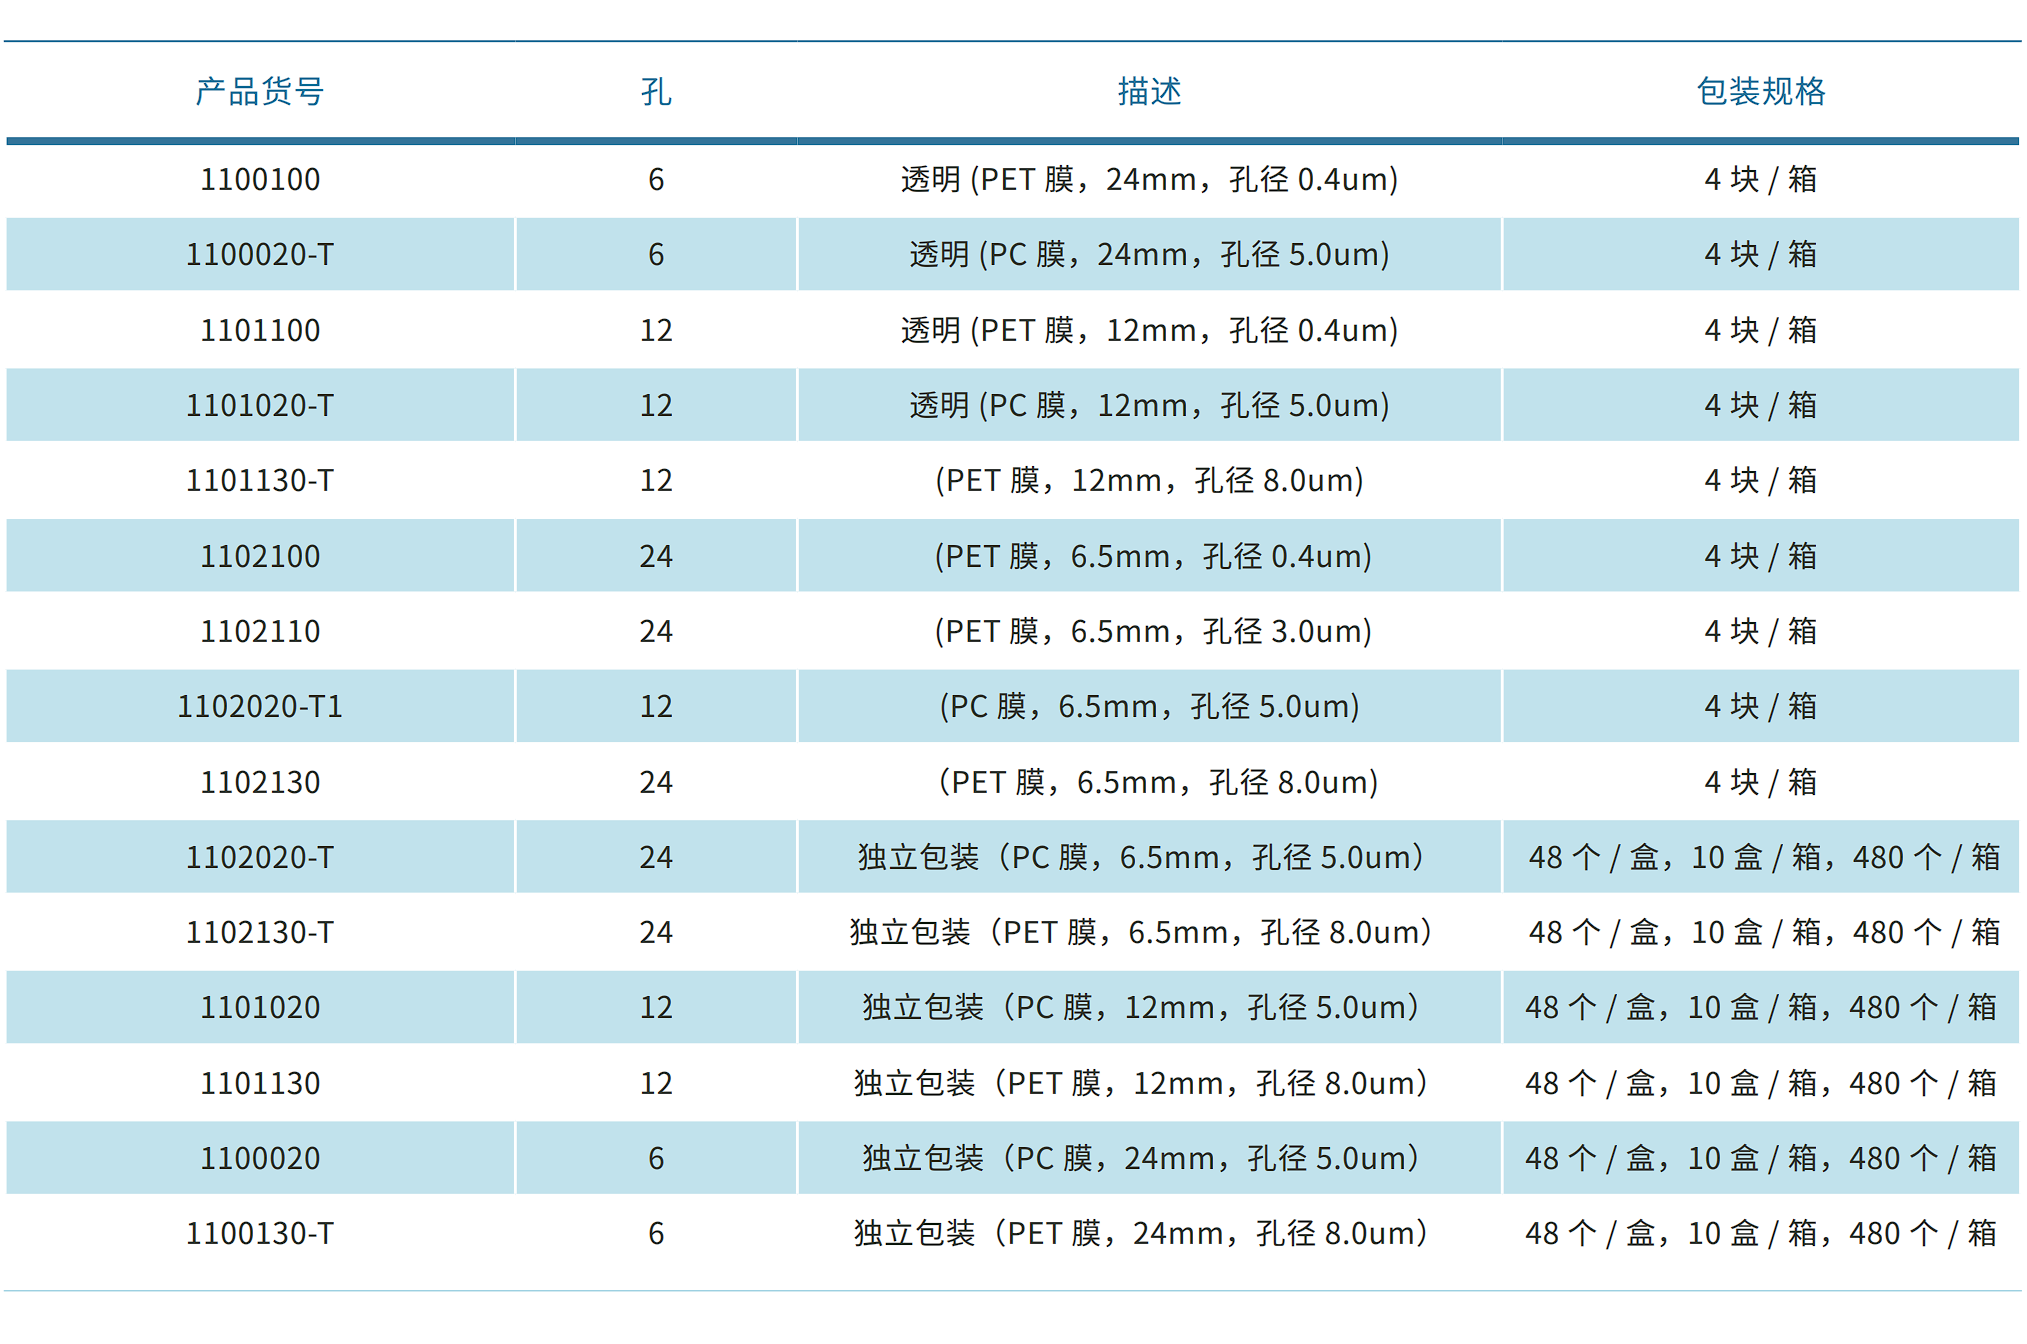 产品货号 孔 描述 包装规格
1100100 6 透明 (PET 膜，24mm，孔径 0.4um) 4 块 / 箱
1100020-T 6 透明 (PC 膜，24mm，孔径 5.0um) 4 块 / 箱
1101100 12 透明 (PET 膜，12mm，孔径 0.4um) 4 块 / 箱
1101020-T 12 透明 (PC 膜，12mm，孔径 5.0um) 4 块 / 箱
1101130-T 12 (PET 膜，12mm，孔径 8.0um) 4 块 / 箱
1102100 24 (PET 膜，6.5mm，孔径 0.4um) 4 块 / 箱
1102110 24 (PET 膜，6.5mm，孔径 3.0um) 4 块 / 箱
1102020-T1 12 (PC 膜，6.5mm，孔径 5.0um) 4 块 / 箱
1102130 24 （PET 膜，6.5mm，孔径 8.0um) 4 块 / 箱
1102020-T 24 独立包装（PC 膜，6.5mm，孔径 5.0um） 48 个 / 盒，10 盒 / 箱，480 个 / 箱
1102130-T 24 独立包装（PET 膜，6.5mm，孔径 8.0um） 48 个 / 盒，10 盒 / 箱，480 个 / 箱
1101020 12 独立包装（PC 膜，12mm，孔径 5.0um） 48 个 / 盒，10 盒 / 箱，480 个 / 箱
1101130 12 独立包装（PET 膜，12mm，孔径 8.0um） 48 个 / 盒，10 盒 / 箱，480 个 / 箱
1100020 6 独立包装（PC 膜，24mm，孔径 5.0um） 48 个 / 盒，10 盒 / 箱，480 个 / 箱
1100130-T 6 独立包装（PET 膜，24mm，孔径 8.0um） 48 个 / 盒，10 盒 / 箱，480 个 / 箱